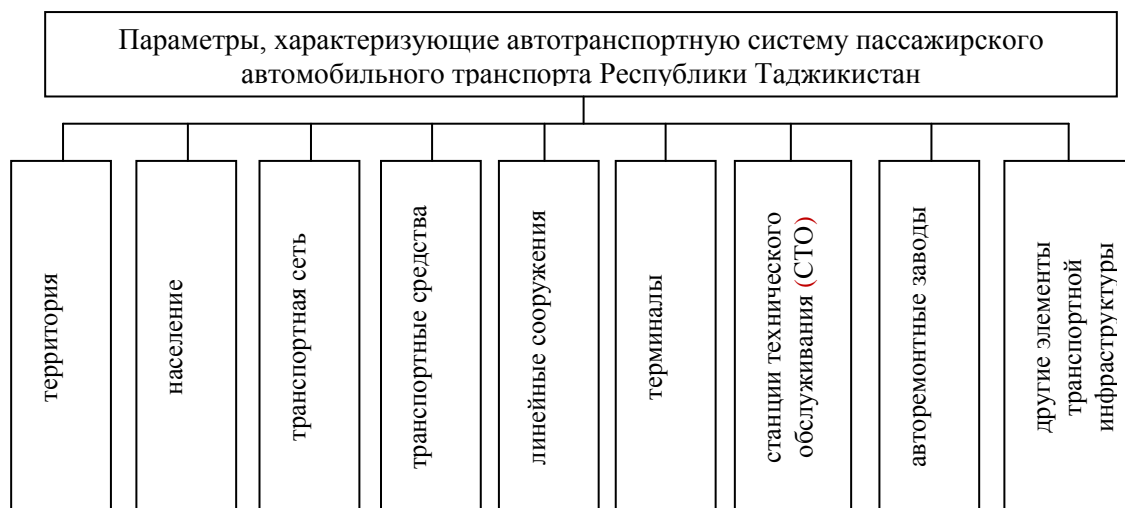 Параметры, характеризующие автотранспортную систему пассажирского
автомобильного транспорта Республики Таджикистан
территория
население
транспортная сеть
транспортные средства
линейные сооружения
терминалы
станции технического
обслуживания (СТО)
авторемонтные заводы
другие элементы
транспортной
инфраструктуры